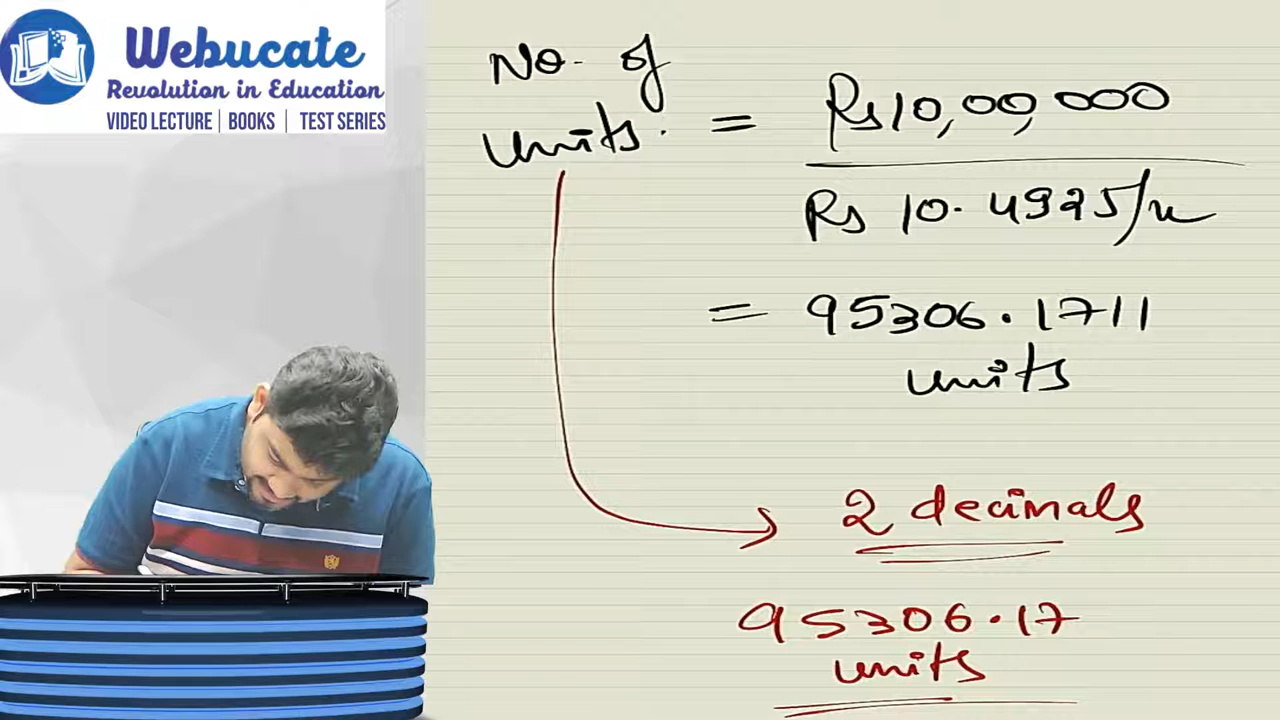 Webucate
Revolution in Education
VIDEO LECTURE | BOOKS | TEST SERIES
No. of
units. = Rs 10,00,000
Rs 10.4925/u
= 95306.1711
units
2 decimals
95306.17
units